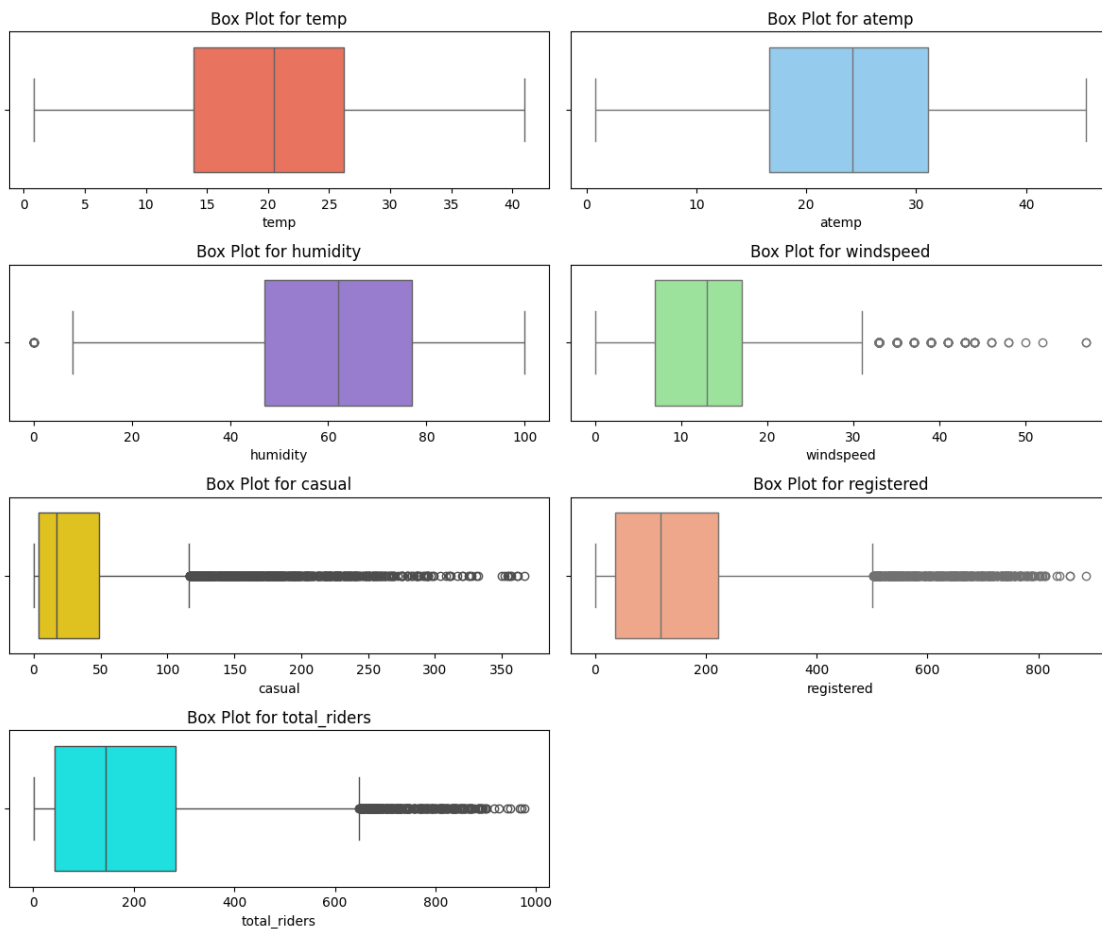 Box Plot for temp
0 5 10 15 20 25 30 35 40
temp
Box Plot for atemp
0 10 20 30 40
atemp
Box Plot for humidity
0 20 40 60 80 100
humidity
Box Plot for windspeed
0 10 20 30 40 50
windspeed
Box Plot for casual
0 50 100 150 200 250 300 350
casual
Box Plot for registered
0 200 400 600 800
registered
Box Plot for total_riders
0 200 400 600 800 1000
total_riders